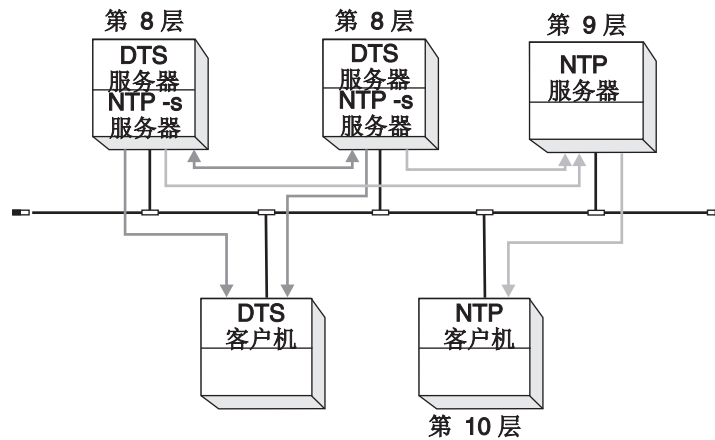 第 8 层
DTS
服务器
NTP -s
服务器
第 8 层
DTS
服务器
NTP -s
服务器
第 9 层
NTP
服务器
DTS
客户机
NTP
客户机
第 10 层